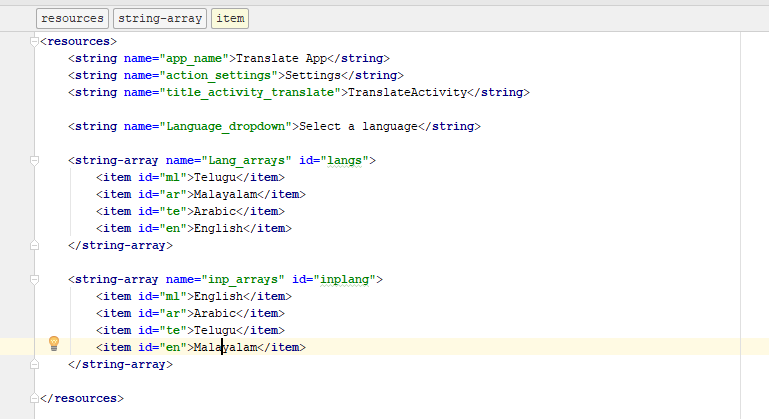 resources string-array item
<resources>
<string name="app_name">Translate App</string>
<string name="action_settings">Settings</string>
<string name="title_activity_translate">TranslateActivity</string>
<string name="Language_dropdown">Select a language</string>
<string-array name="Lang_arrays" id="langs">
<item id="ml">Telugu</item>
<item id="ar">Malayalam</item>
<item id="te">Arabic</item>
<item id="en">English</item>
</string-array>
<string-array name="inp_arrays" id="inplang">
<item id="ml">English</item>
<item id="ar">Arabic</item>
<item id="te">Telugu</item>
<item id="en">Malayalam</item>
</string-array>
</resources>